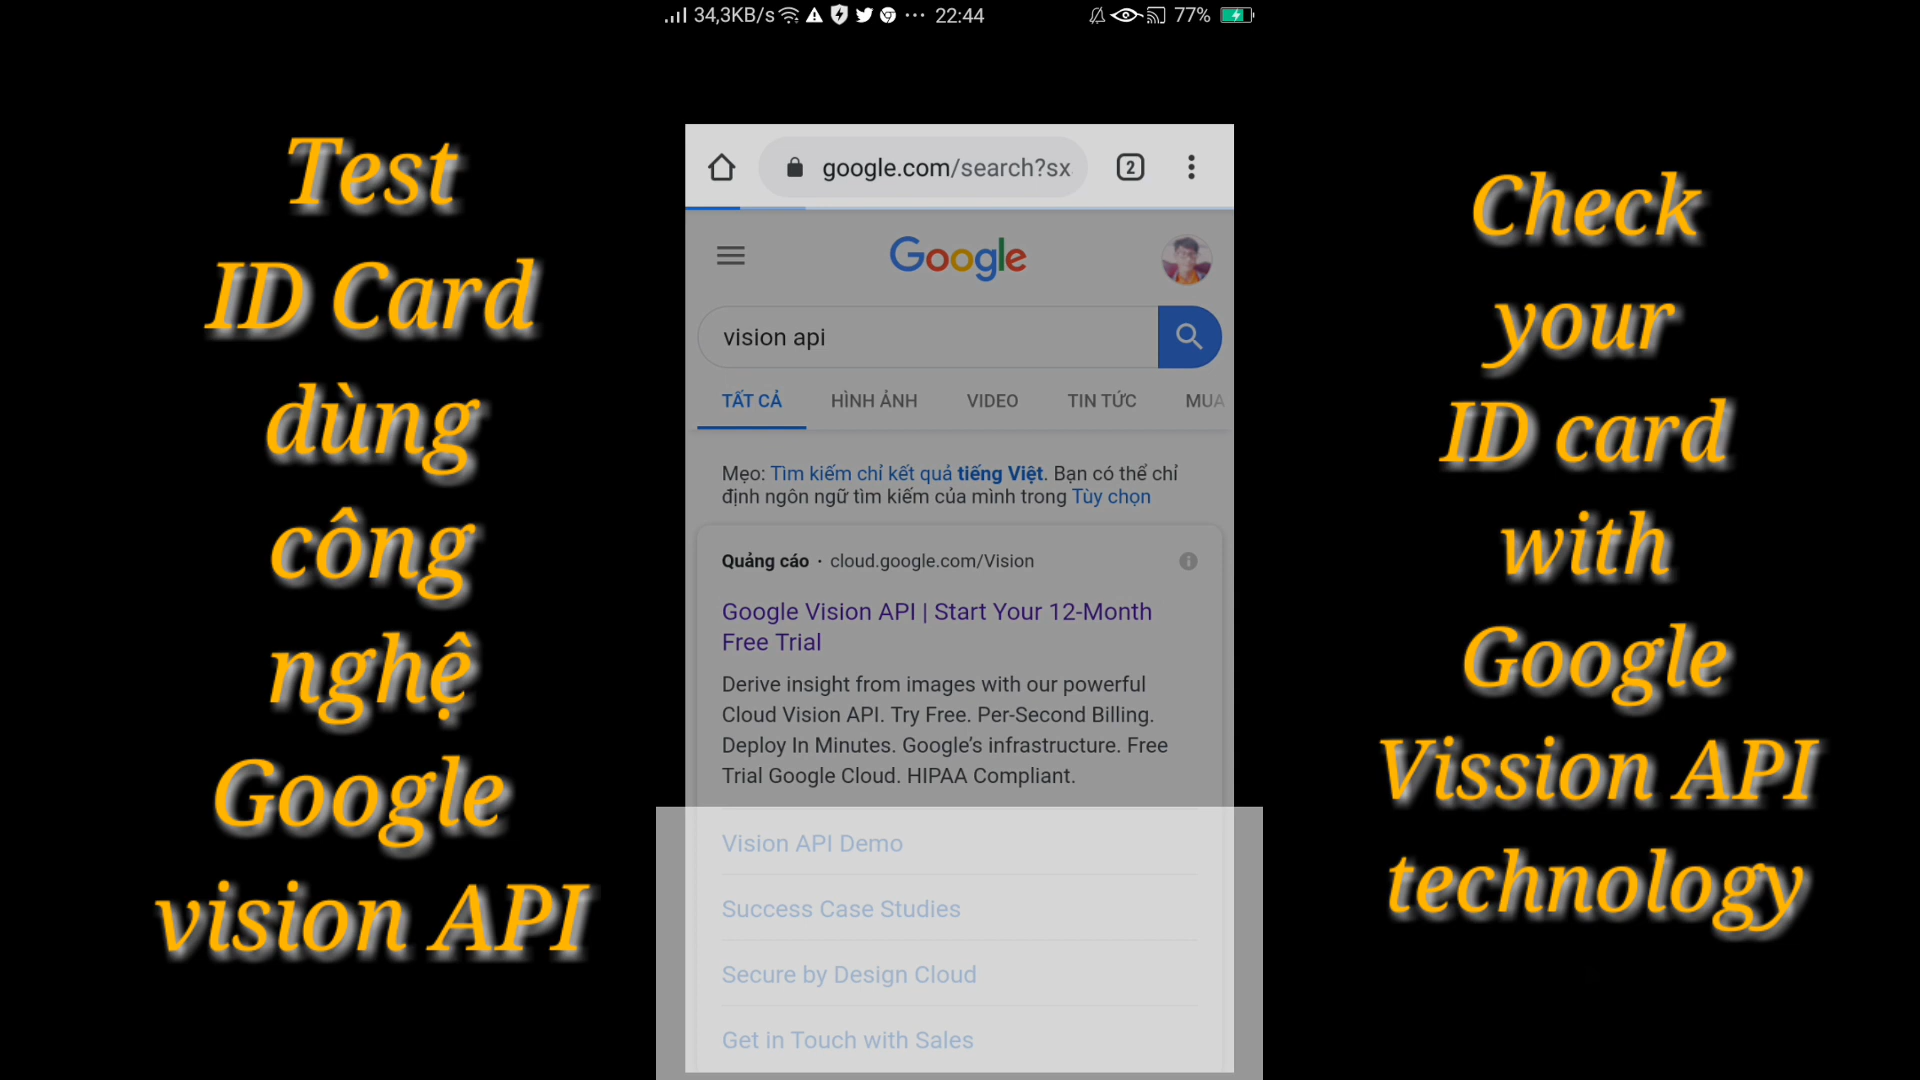 34,3KB/s 22:44 77%
Test
ID Card
dùng
công
nghệ
Google
vision API
google.com/search?sx
2
Google
vision api
TẤT CẢ HÌNH ẢNH VIDEO TIN TỨC MUA
Mẹo: Tìm kiếm chỉ kết quả tiếng Việt. Bạn có thể chỉ
định ngôn ngữ tìm kiếm của mình trong Tùy chọn
Quảng cáo · cloud.google.com/Vision
Google Vision API | Start Your 12-Month
Free Trial
Derive insight from images with our powerful
Cloud Vision API. Try Free. Per-Second Billing.
Deploy In Minutes. Google’s infrastructure. Free
Trial Google Cloud. HIPAA Compliant.
Vision API Demo
Success Case Studies
Secure by Design Cloud
Get in Touch with Sales
Check
your
ID card
with
Google
Vission API
technology